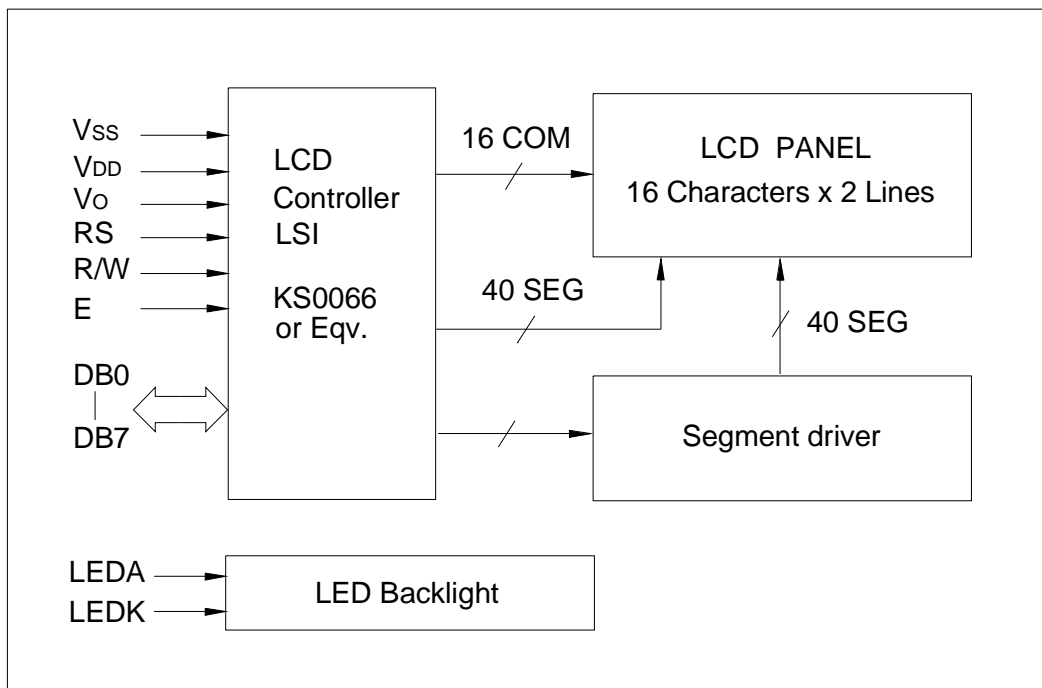 VSS
VDD
VO
RS
R/W
E
DB0
DB7
LCD
Controller
LSI
KS0066
or Eqv.
16 COM
40 SEG
LCD PANEL
16 Characters x 2 Lines
40 SEG
Segment driver
LEDA
LEDK
LED Backlight